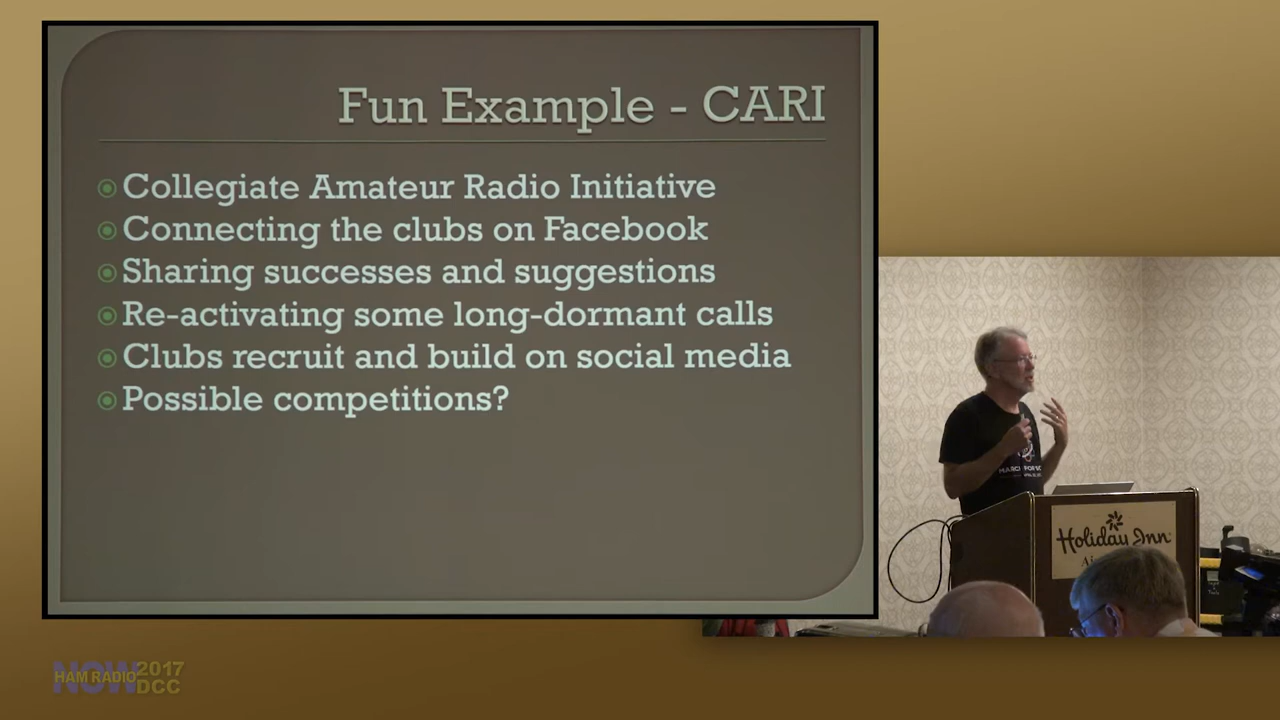 Fun Example - CARI
Collegiate Amateur Radio Initiative
Connecting the clubs on Facebook
Sharing successes and suggestions
Re-activating some long-dormant calls
Clubs recruit and build on social media
Possible competitions?
Holiday Inn
NOW
HAM RADIO
2017
DCC